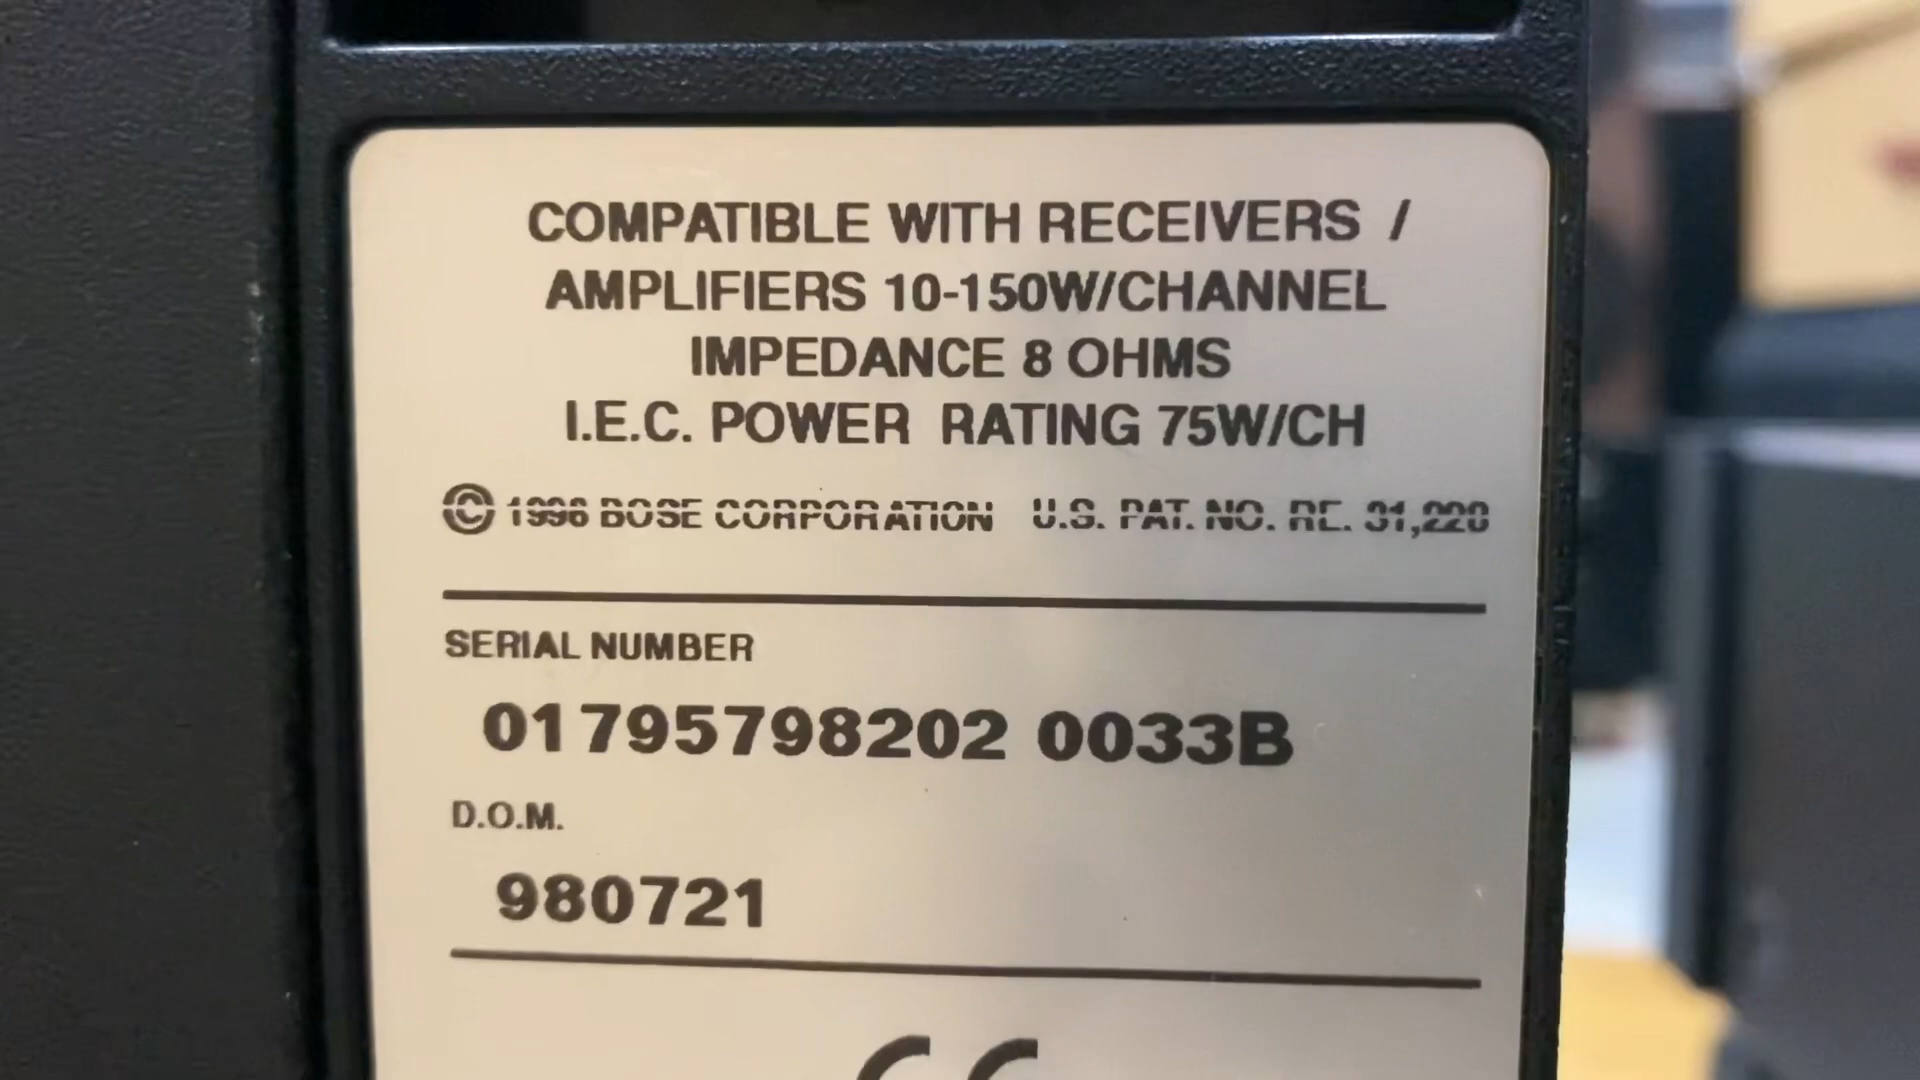 COMPATIBLE WITH RECEIVERS /
AMPLIFIERS 10-150W/CHANNEL
IMPEDANCE 8 OHMS
I.E.C. POWER RATING 75W/CH
© 1996 BOSE CORPORATION U.S. PAT. NO. RE. 31,228
SERIAL NUMBER
01795798202 0033B
D.O.M.
980721
CE